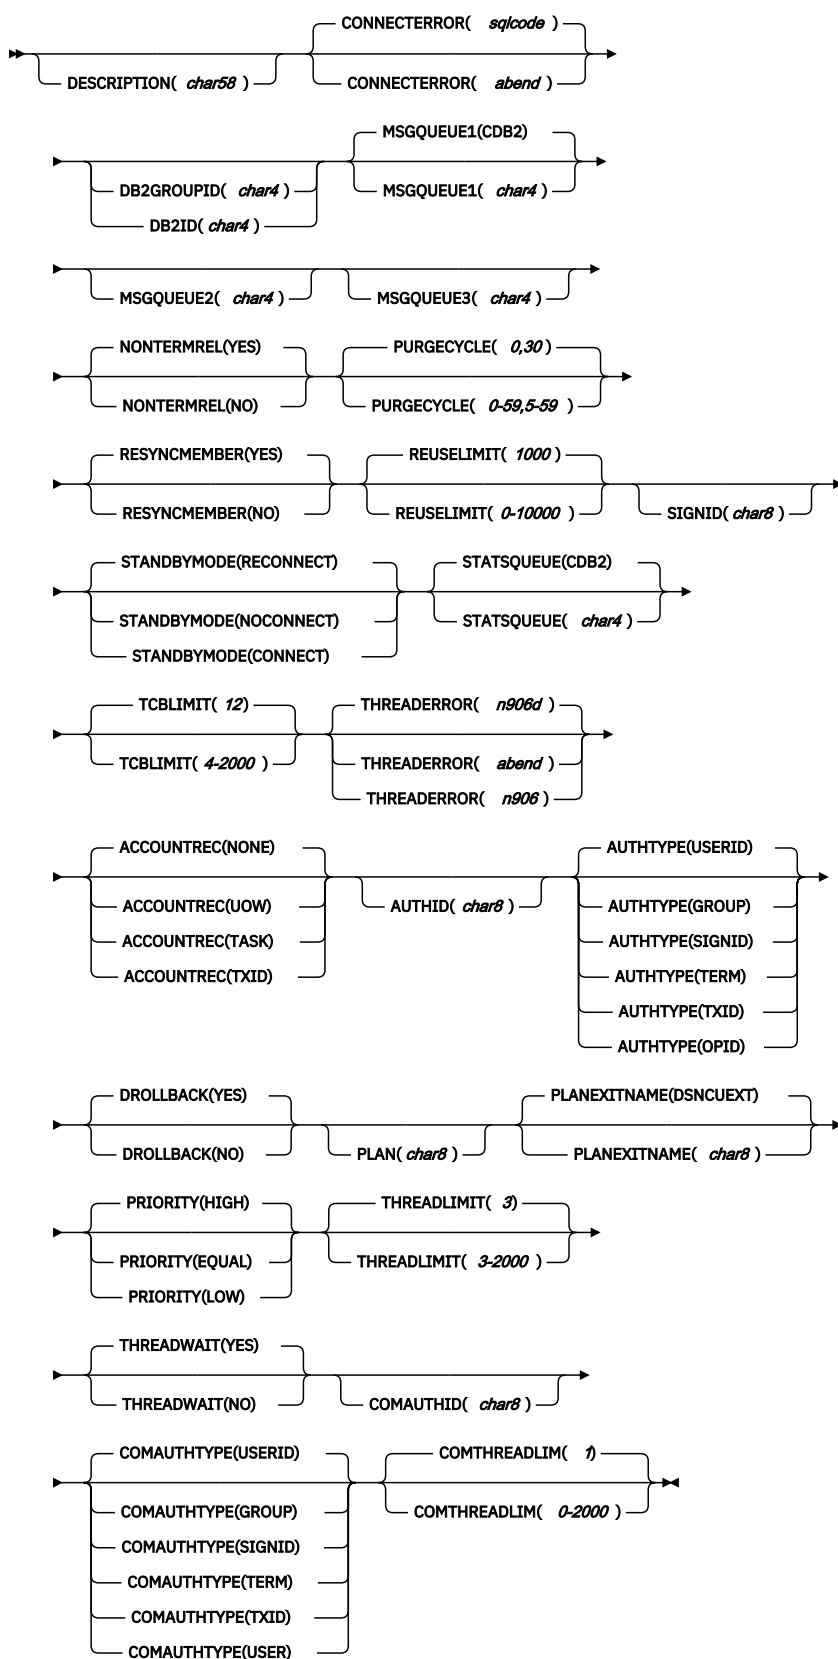 CONNECTERROR( sqlcode )
DESCRIPTION( char58 ) CONNECTERROR( abend )
MSGQUEUE1(CDB2)
DB2GROUPID( char4 ) MSGQUEUE1( char4 )
DB2ID( char4 )
MSGQUEUE2( char4 ) MSGQUEUE3( char4 )
NONTERMREL(YES) PURGECYCLE( 0,30 )
NONTERMREL(NO) PURGECYCLE( 0-59,5-59 )
RESYNCMEMBER(YES) REUSELIMIT( 1000 )
RESYNCMEMBER(NO) REUSELIMIT( 0-10000 ) SIGNID( char8 )
STANDBYMODE(RECONNECT) STATSQUEUE(CDB2)
STANDBYMODE(NOCONNECT) STATSQUEUE( char4 )
STANDBYMODE(CONNECT)
TCBLIMIT( 12) THREADERROR( n906d )
TCBLIMIT( 4-2000 ) THREADERROR( abend )
THREADERROR( n906 )
ACCOUNTREC(NONE) AUTHTYPE(USERID)
ACCOUNTREC(UOW) AUTHID( char8 ) AUTHTYPE(GROUP)
ACCOUNTREC(TASK) AUTHTYPE(SIGNID)
ACCOUNTREC(TXID) AUTHTYPE(TERM)
AUTHTYPE(TXID)
AUTHTYPE(OPID)
DROLLBACK(YES) PLANEXITNAME(DSNCUEXT)
DROLLBACK(NO) PLAN( char8 ) PLANEXITNAME( char8 )
PRIORITY(HIGH) THREADLIMIT( 3)
PRIORITY(EQUAL) THREADLIMIT( 3-2000 )
PRIORITY(LOW)
THREADWAIT(YES)
THREADWAIT(NO) COMAUTHID( char8 )
COMAUTHTYPE(USERID) COMTHREADLIM( 1)
COMAUTHTYPE(GROUP) COMTHREADLIM( 0-2000 )
COMAUTHTYPE(SIGNID)
COMAUTHTYPE(TERM)
COMAUTHTYPE(TXID)
COMAUTHTYPE(USER)